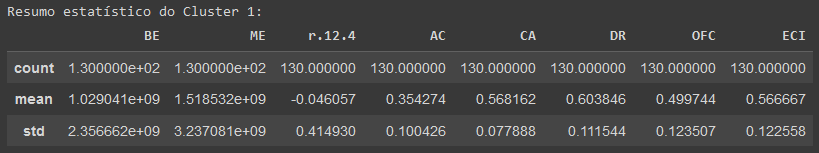 Resumo estatístico do Cluster 1:
BE ME r.12.4 AC CA DR OFC ECI
count 1.300000e+02 1.300000e+02 130.000000 130.000000 130.000000 130.000000 130.000000 130.000000
mean 1.029041e+09 1.518532e+09 -0.046057 0.354274 0.568162 0.603846 0.499744 0.566667
std 2.356662e+09 3.237081e+09 0.414930 0.100426 0.077888 0.111544 0.123507 0.122558